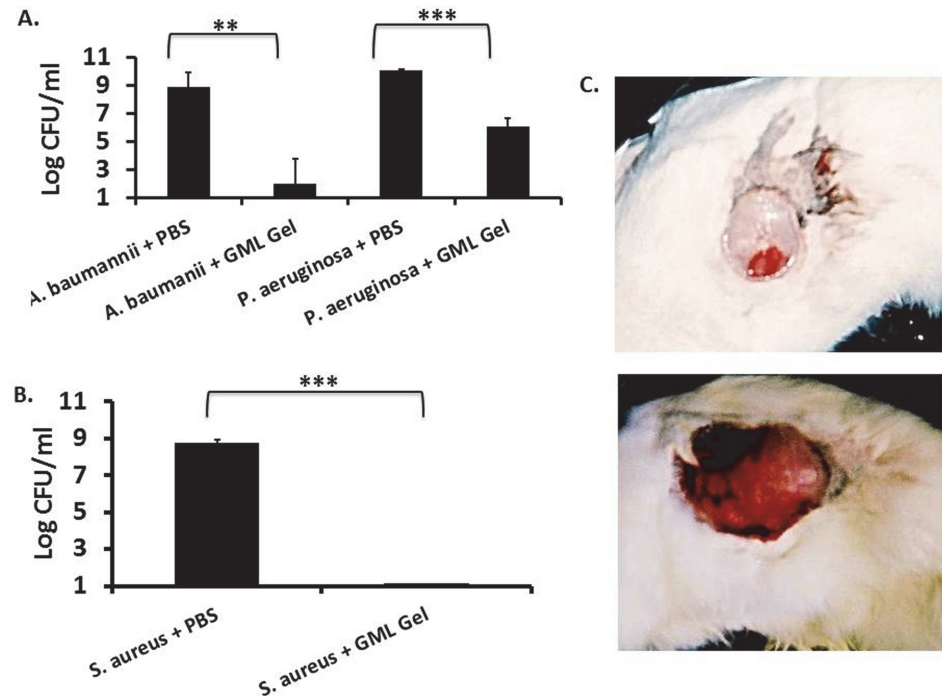 A.
**
***
Log CFU/ml
11
9
7
5
3
1
A. baumannii + PBS
A. baumanii + GML Gel
P. aeruginosa + PBS
P. aeruginosa + GML Gel
B.
***
Log CFU/ml
11
9
7
5
3
1
S. aureus + PBS
S. aureus + GML Gel
C.